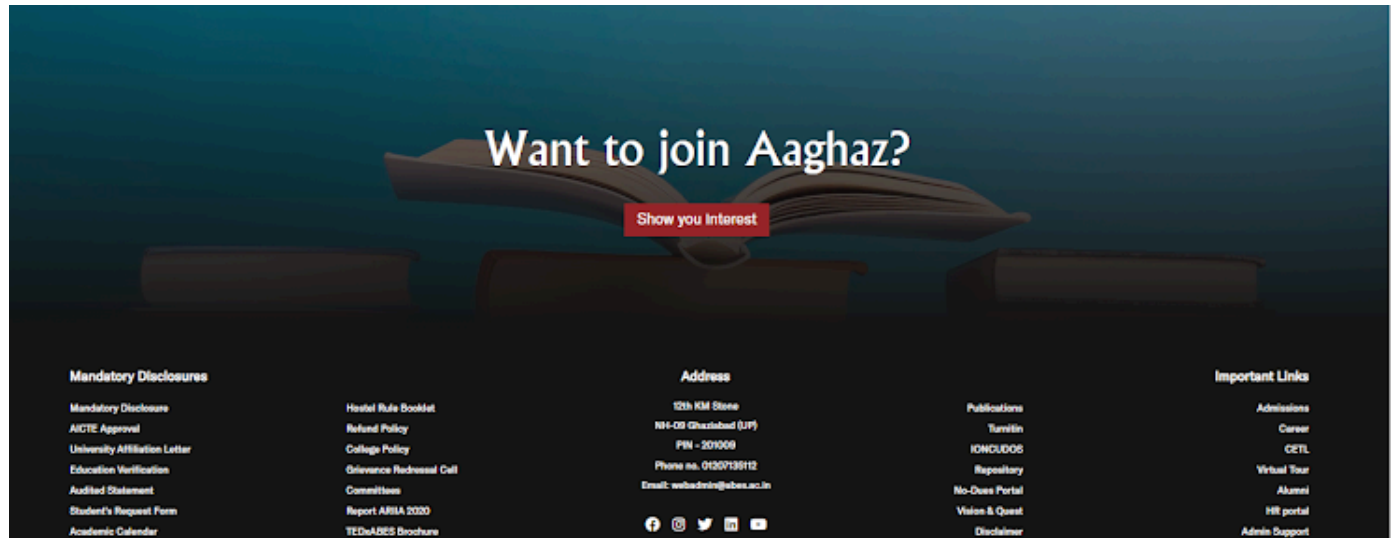 Want to join Aaghaz?
Show you Interest
Mandatory Disclosures
Mandatory Disclosure
AICTE Approval
University Affiliation Letter
Education Verification
Audited Statement
Student's Request Form
Academic Calendar
Hostel Rule Booklet
Refund Policy
College Policy
Grievance Redressal Cell
Committees
Report ARIIA 2020
TEDxABES Brochure
Address
12th KM Stone
NH-09 Ghaziabad (UP)
PIN - 201009
Phone no. 01207135112
Email: webadmin@abes.ac.in
Publications
Turnitin
IONCUDOS
Repository
No-Dues Portal
Vision & Quest
Disclaimer
Important Links
Admissions
Career
CETL
Virtual Tour
Alumni
HR portal
Admin Support